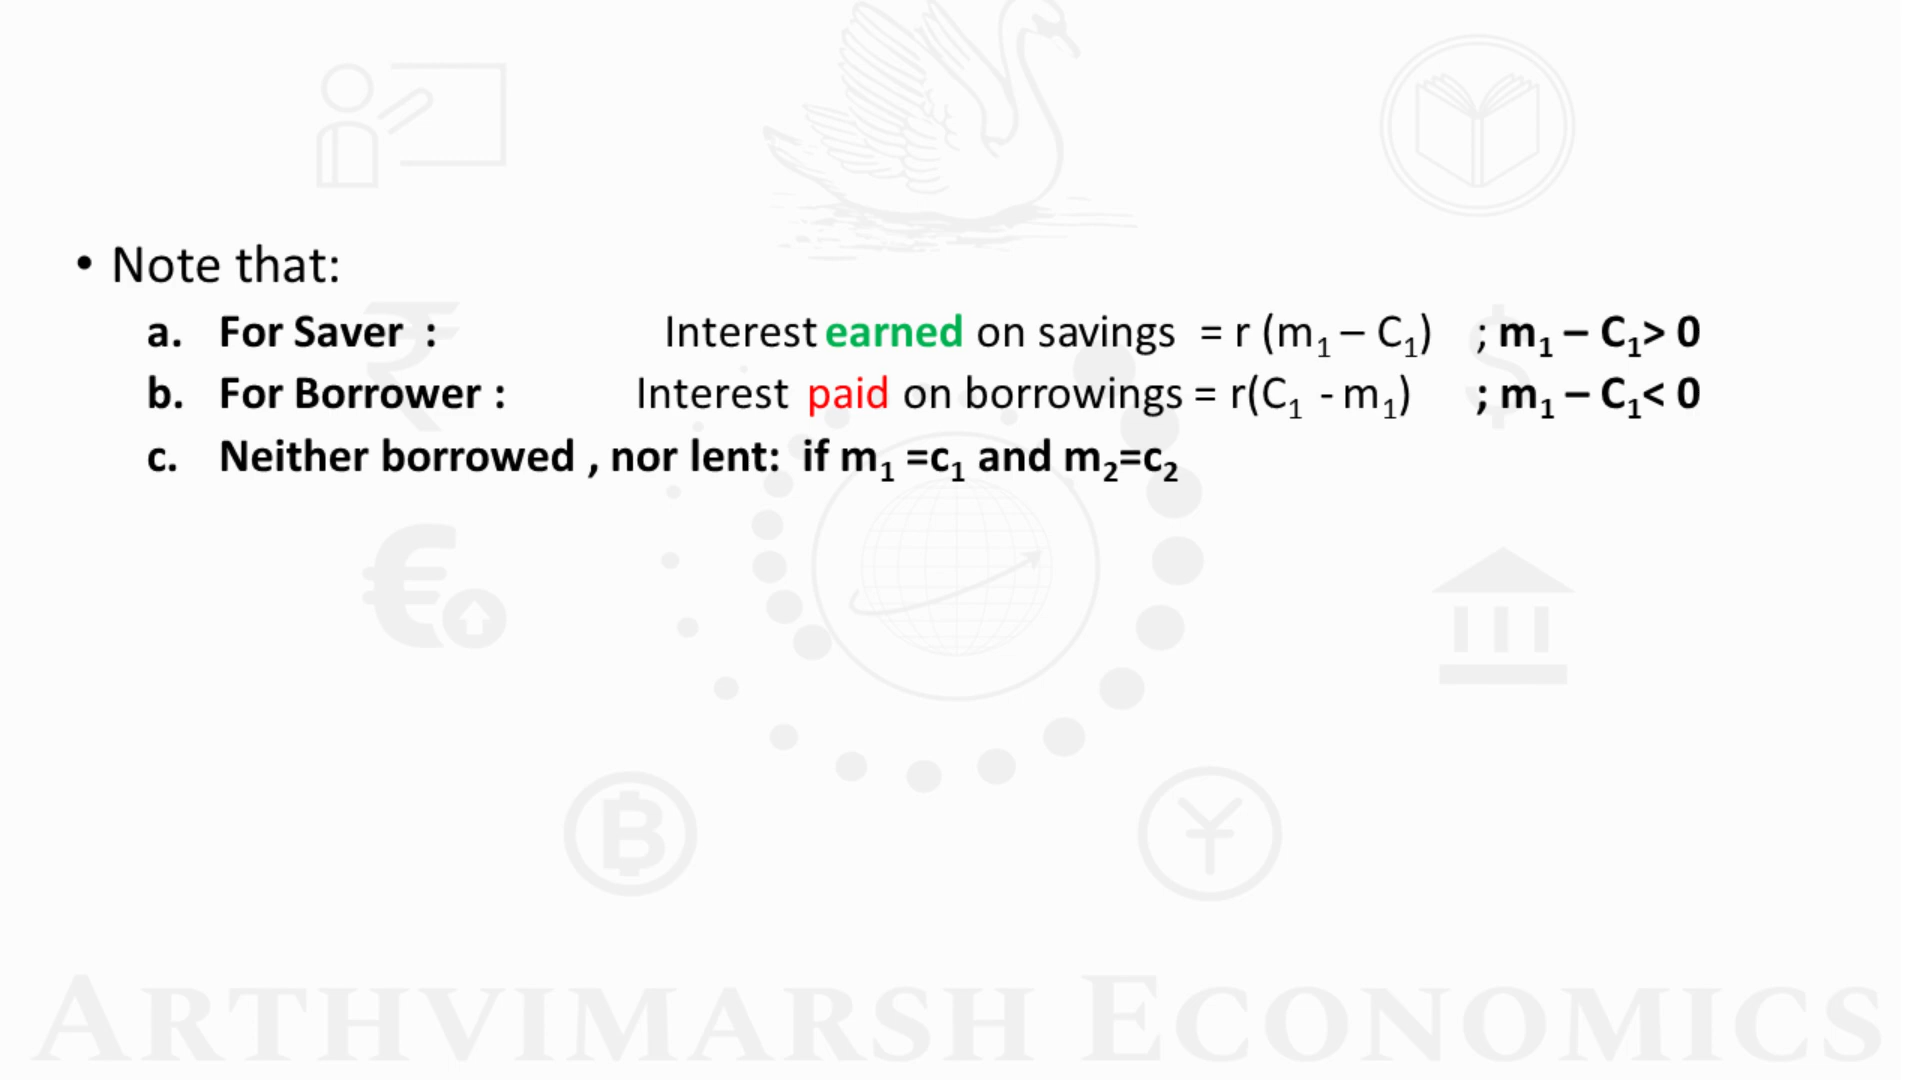 • Note that:
a. For Saver : Interest earned on savings = r (m₁ – C₁) ; m₁ – C₁> 0
b. For Borrower : Interest paid on borrowings = r(C₁ - m₁) ; m₁ – C₁< 0
c. Neither borrowed , nor lent: if m₁ =c₁ and m₂=c₂
ARTHVIMARSH ECONOMICS